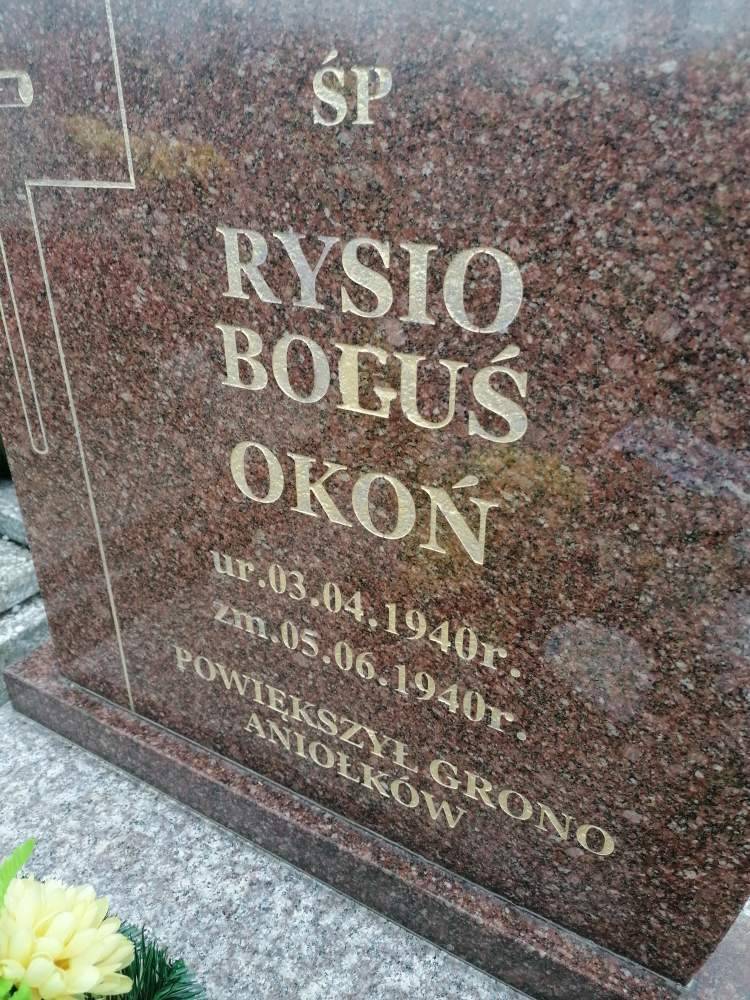 ŚP
RYSIO
BOGUŚ
OKOŃ
ur.03.04.1940r.
zm.05.06.1940r.
POWIĘKSZYŁ GRONO
ANIOŁKÓW